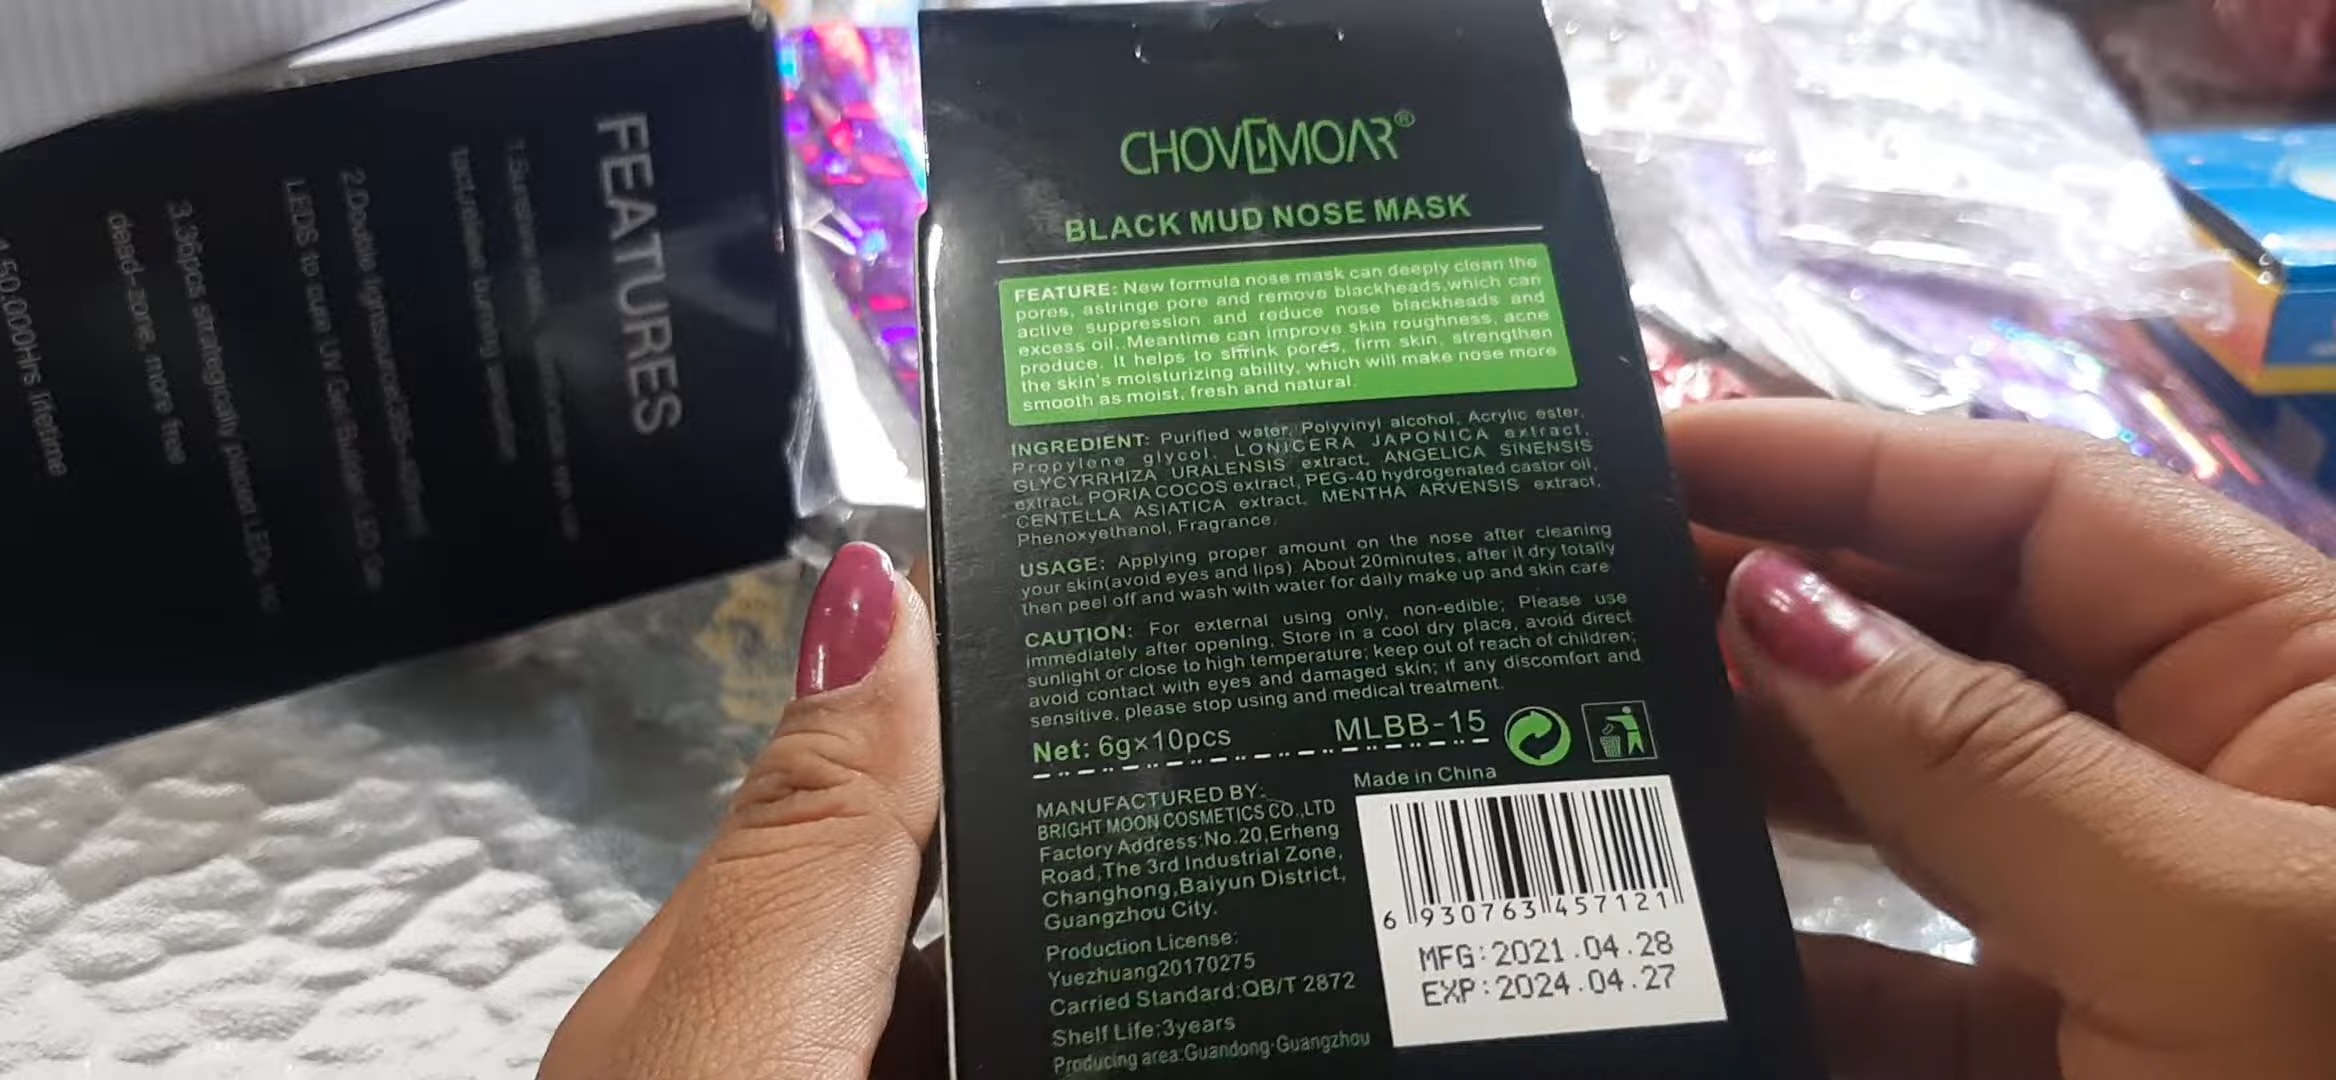 CHOVEMOAR®
BLACK MUD NOSE MASK
FEATURE: New formula nose mask can deeply clean the
pores, astringe pore and remove blackheads,which can
active suppression and reduce nose blackheads and
excess oil. Meantime can improve skin roughness, acne
produce. It helps to shrink pores, firm skin, strengthen
the skin's moisturizing ability, which will make nose more
smooth as moist, fresh and natural.
INGREDIENT: Purified water, Polyvinyl alcohol, Acrylic ester,
Propylene glycol, LONICERA JAPONICA extract,
GLYCYRRHIZA URALENSIS extract, ANGELICA SINENSIS
extract, PORIA COCOS extract, PEG-40 hydrogenated castor oil,
CENTELLA ASIATICA extract, MENTHA ARVENSIS extract,
Phenoxyethanol, Fragrance.
USAGE: Applying proper amount on the nose after cleaning
your skin(avoid eyes and lips). About 20minutes, after it dry totally
then peel off and wash with water for daily make up and skin care.
CAUTION: For external using only, non-edible; Please use
immediately after opening, Store in a cool dry place, avoid direct
sunlight or close to high temperature; keep out of reach of children;
avoid contact with eyes and damaged skin; if any discomfort and
sensitive, please stop using and medical treatment.
Net: 6g×10pcs
MLBB-15
Made in China
MANUFACTURED BY:
BRIGHT MOON COSMETICS CO.,LTD
Factory Address:No.20,Erheng
Road,The 3rd Industrial Zone,
Changhong,Baiyun District,
Guangzhou City.
Production License:
Yuezhuang20170275
Carried Standard:QB/T 2872
Shelf Life:3years
Producing area:Guandong·Guangzhou
6 930763 457121
MFG:2021.04.28
EXP:2024.04.27
FEATURES
2.Double
LEDS to cure UV Gel
3.36pcs strategically placed LEDs, no
dead-zone, more free
50,000Hrs lifetime